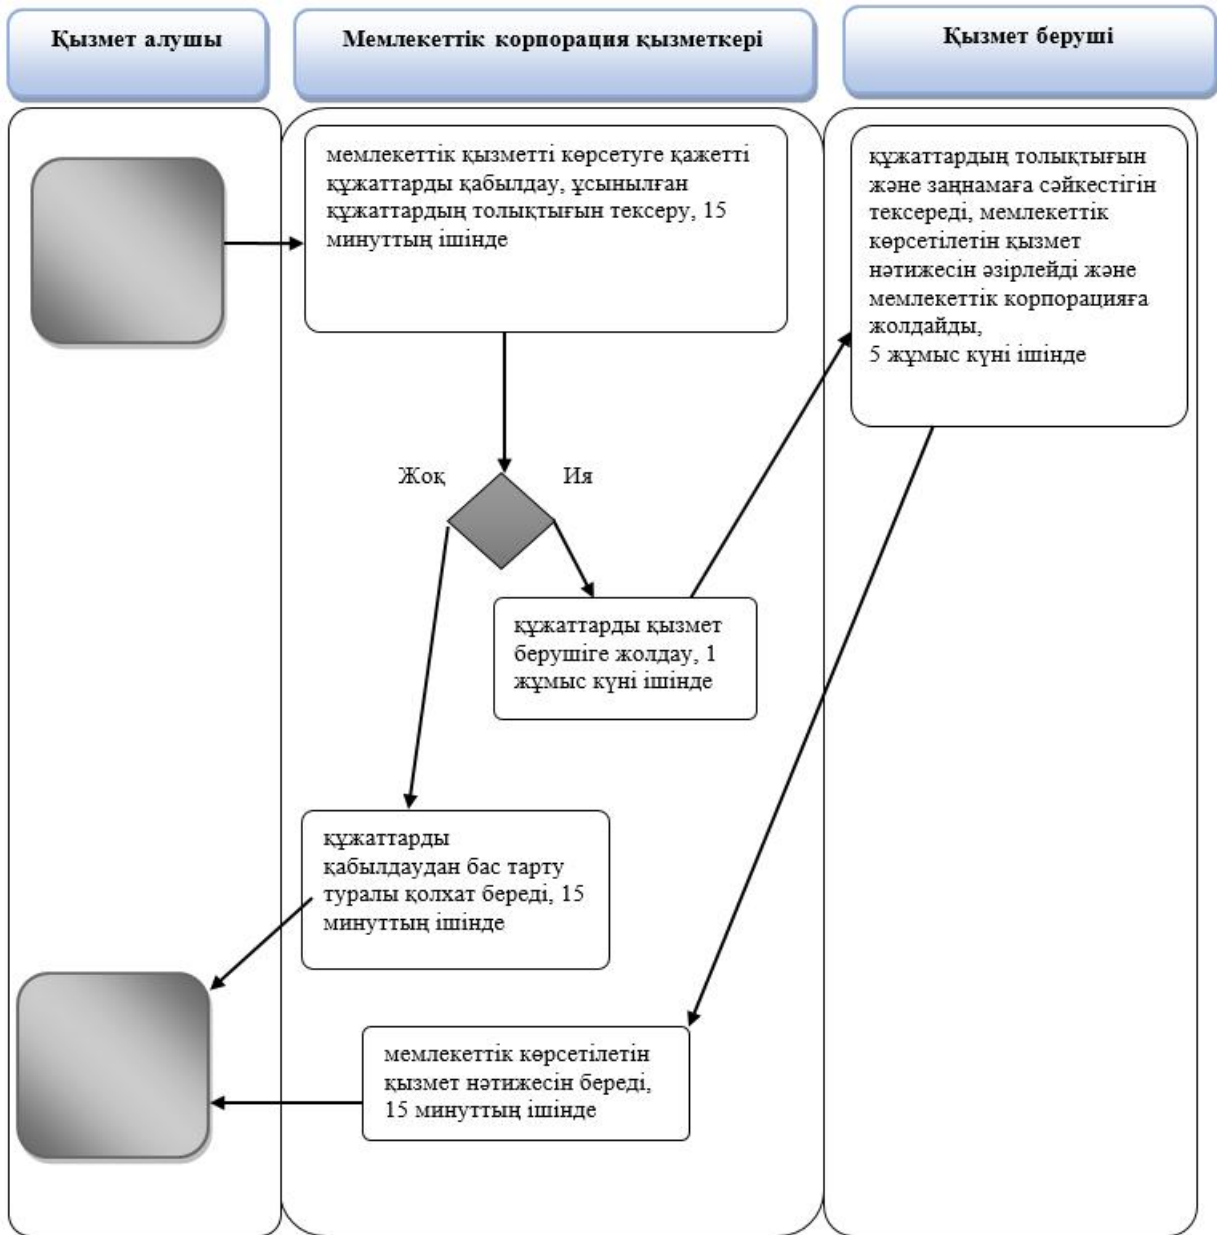 Қызмет алушы
Мемлекеттік корпорация қызметкері
Қызмет беруші
мемлекеттік қызметті көрсетуге қажетті
құжаттарды қабылдау, ұсынылған
құжаттардың толықтығын тексеру, 15
минуттың ішінде
құжаттардың толықтығын
және заңнамаға сәйкестігін
тексереді, мемлекеттік
көрсетілетін қызмет
нәтижесін әзірлейді және
мемлекеттік корпорацияға
жолдайды,
5 жұмыс күні ішінде
Жоқ
Ия
құжаттарды қызмет
берушіге жолдау, 1
жұмыс күні ішінде
құжаттарды
қабылдаудан бас тарту
туралы қолхат береді, 15
минуттың ішінде
мемлекеттік көрсетілетін
қызмет нәтижесін береді,
15 минуттың ішінде